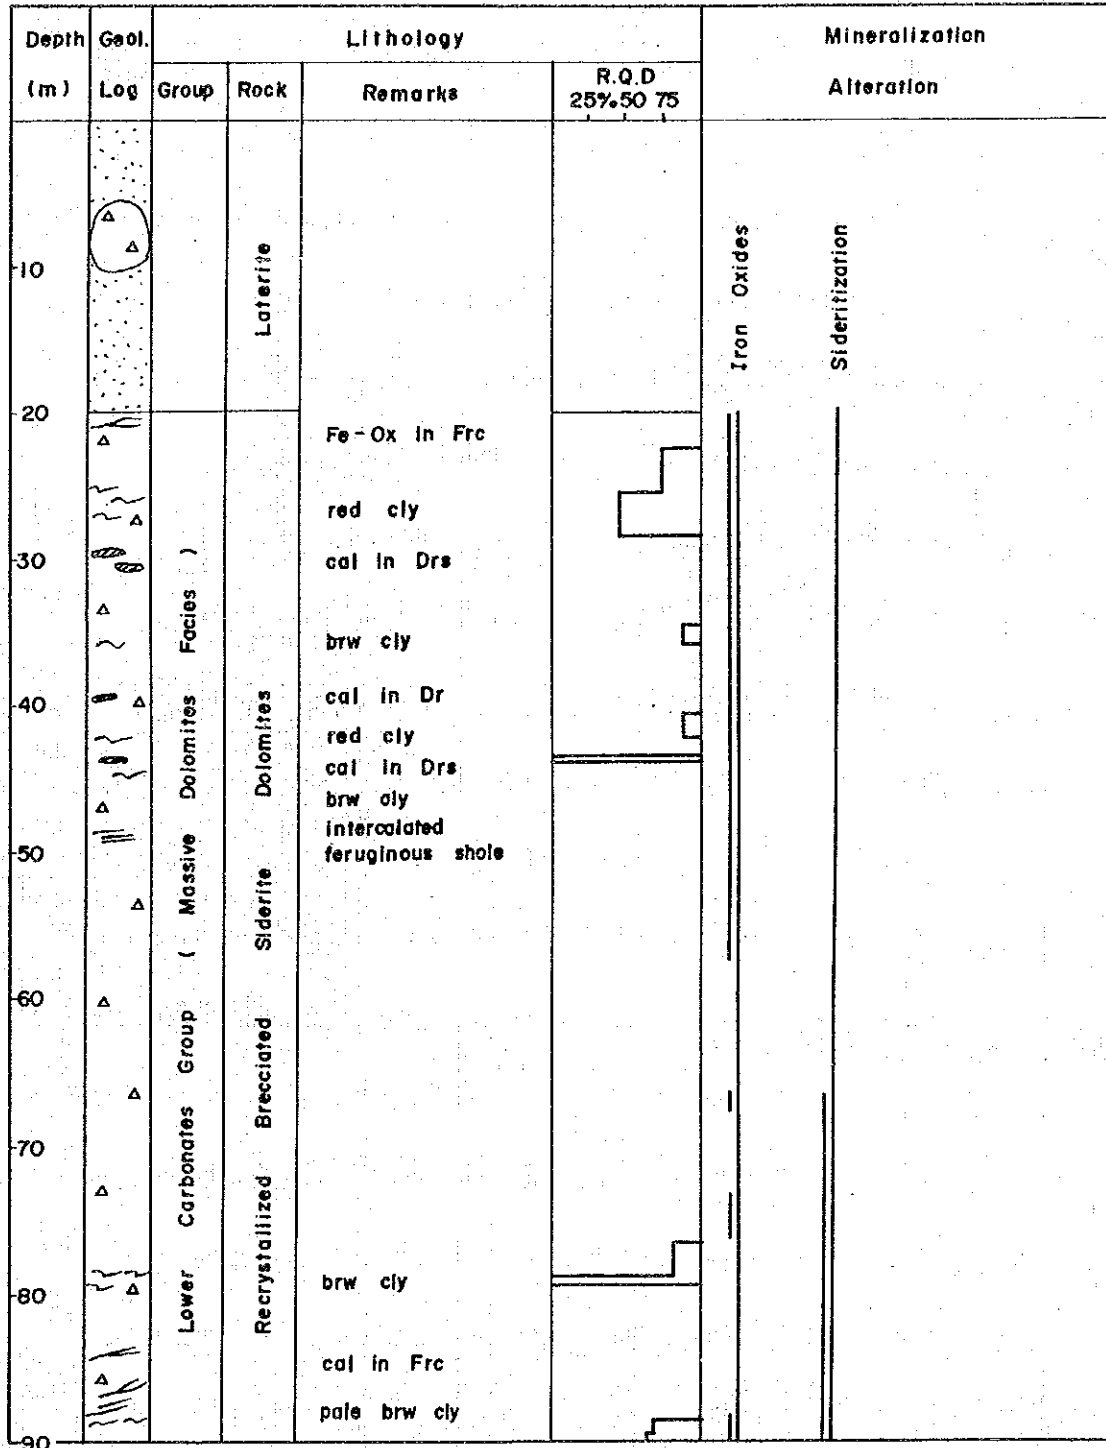 Depth Geol. Lithology Mineralization
(m) Log Group Rock Remarks R.Q.D Alteration
25% 50 75
10
20
30
40
50
60
70
80
90
Lower Carbonates Group ( Massive Dolomites Facies )
Laterite
Recrystallized Brecciated Siderite Dolomites
Fe-Ox in Frc
red cly
cal in Drs
brw cly
cal in Dr
red cly
cal in Drs
brw cly
intercalated
feruginous shale
brw cly
cal in Frc
pale brw cly
Iron Oxides
Sideritization